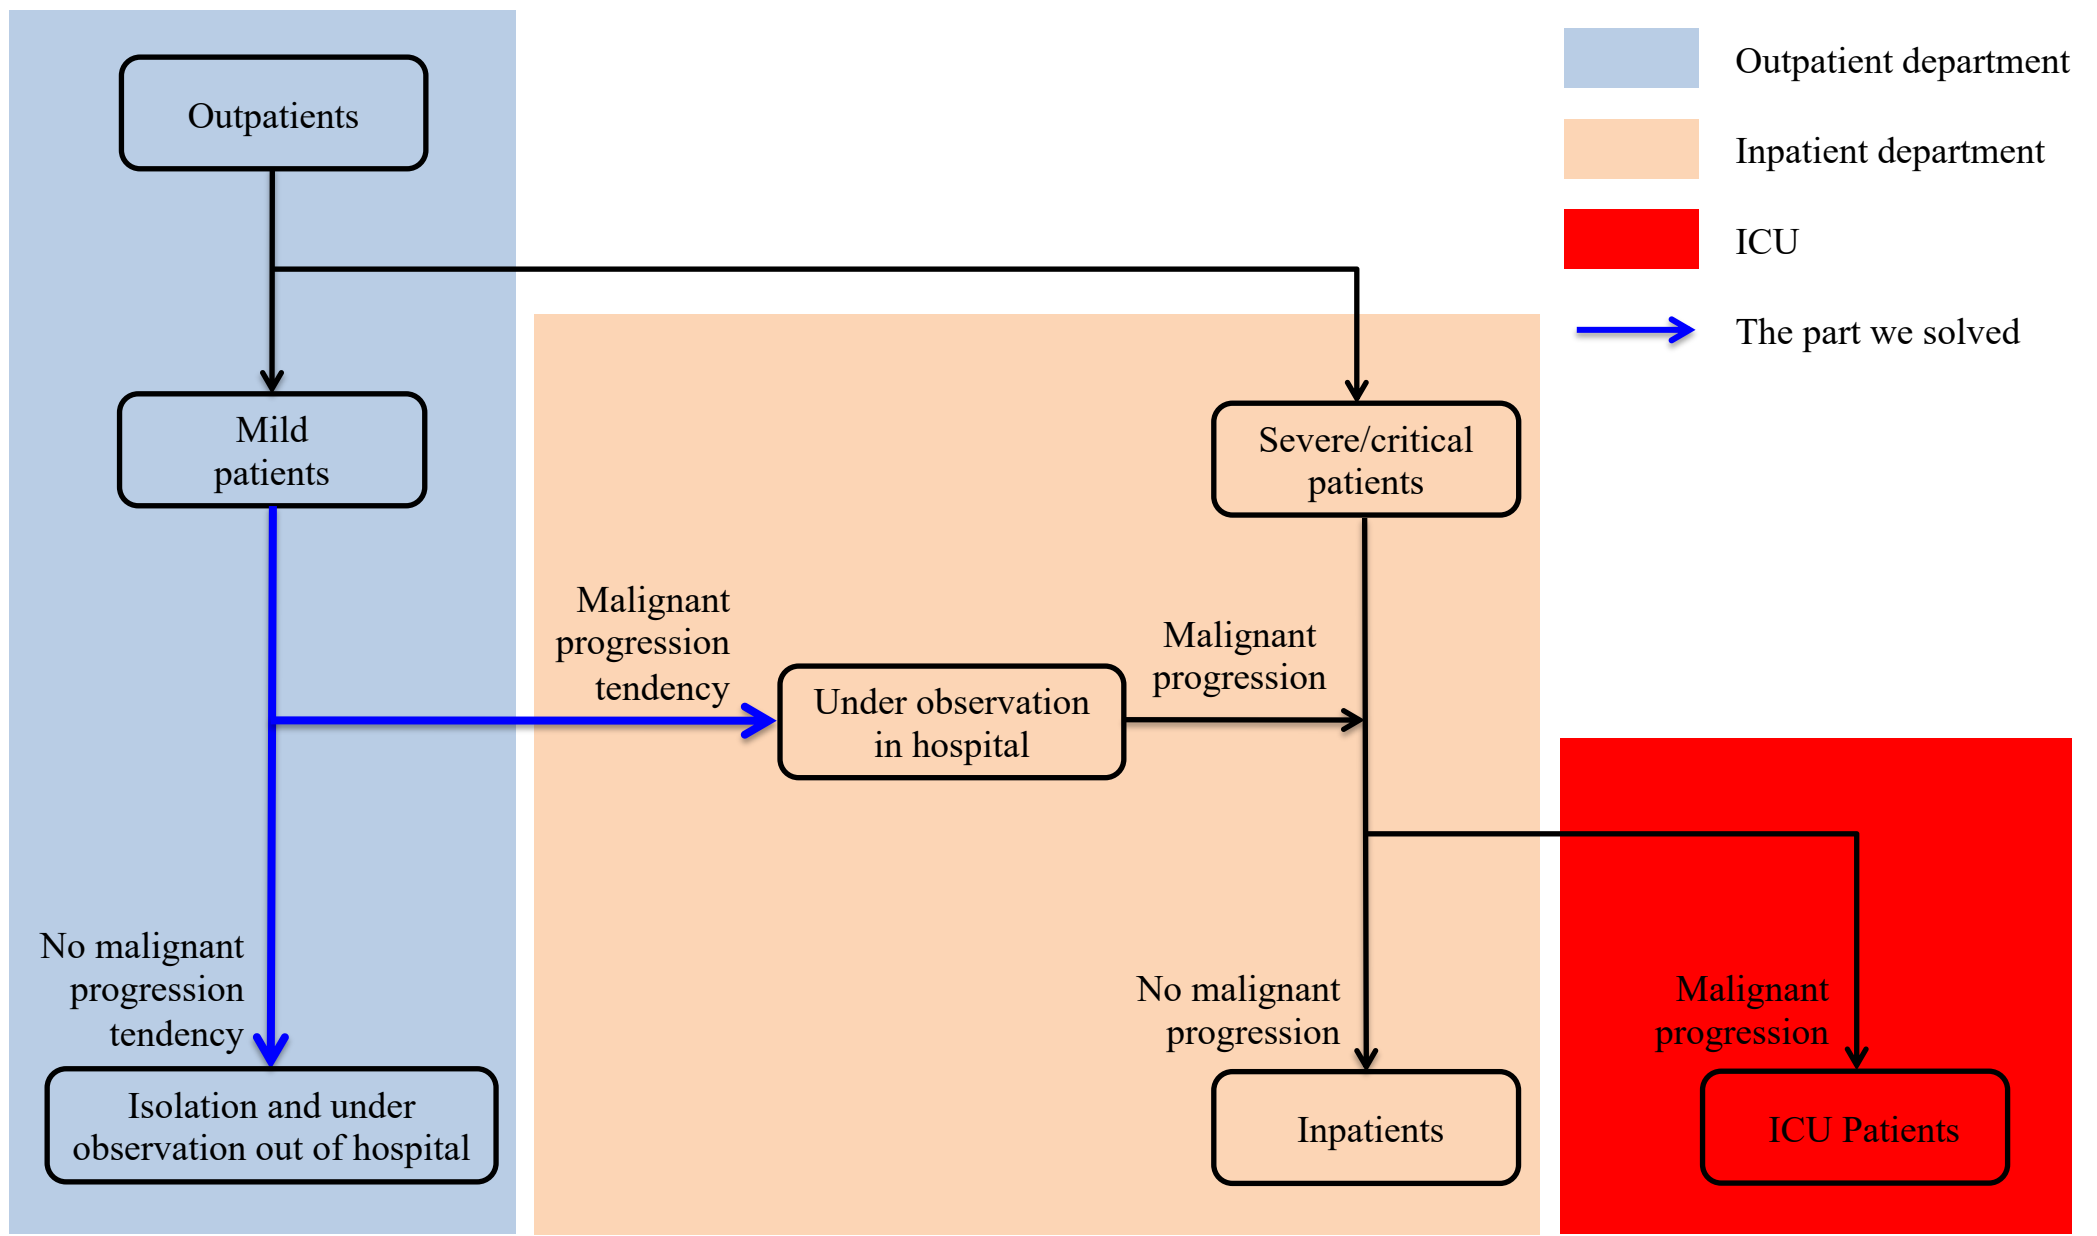 Outpatients
Outpatient department
Inpatient department
ICU
The part we solved
Mild
patients
Severe/critical
patients
Malignant
progression
tendency
Under observation
in hospital
Malignant
progression
No malignant
progression
tendency
Isolation and under
observation out of hospital
No malignant
progression
Inpatients
Malignant
progression
ICU Patients